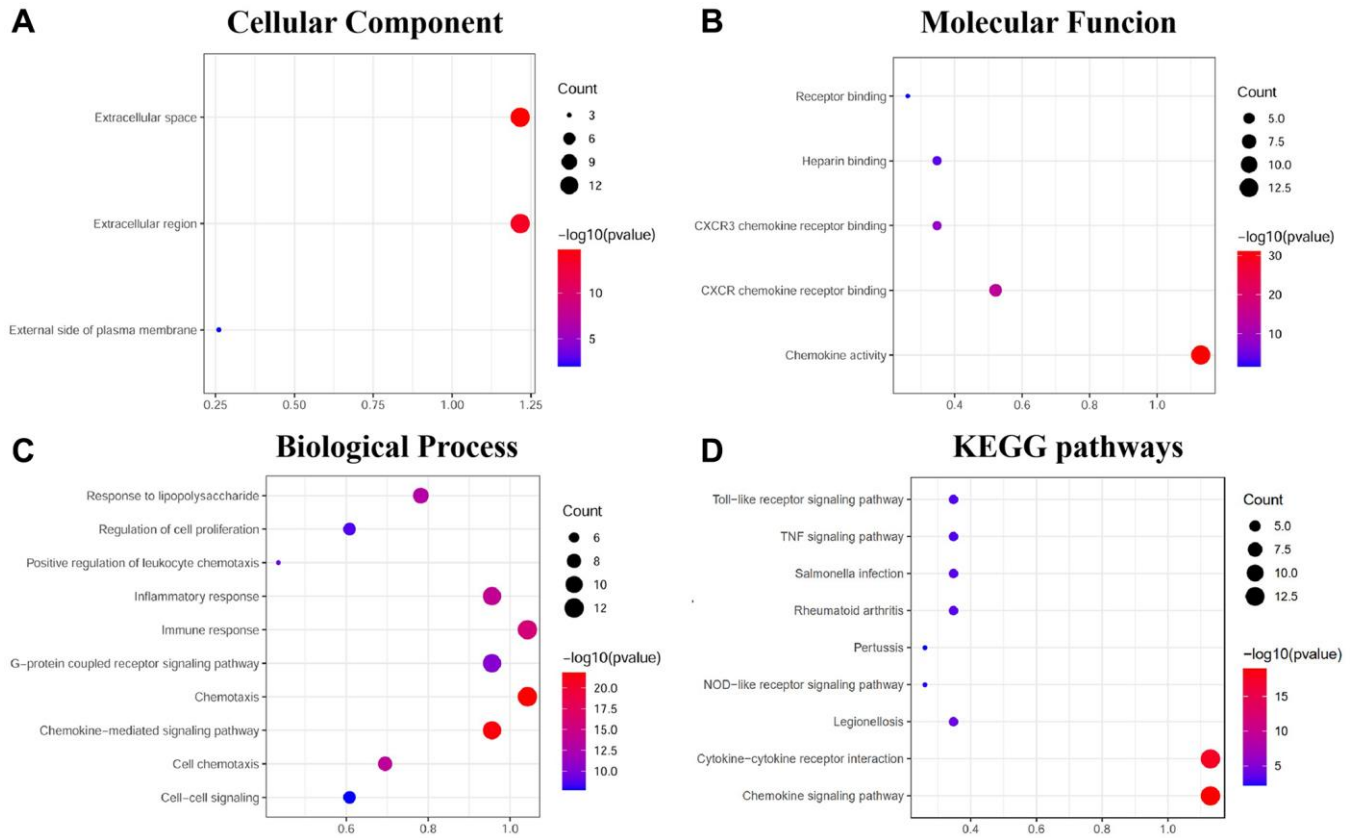 A
Cellular Component
Extracellular space
Extracellular region
External side of plasma membrane
0.25 0.50 0.75 1.00 1.25
Count
3
6
9
12
−log10(pvalue)
10
5
B
Molecular Funcion
Receptor binding
Heparin binding
CXCR3 chemokine receptor binding
CXCR chemokine receptor binding
Chemokine activity
0.4 0.6 0.8 1.0
Count
5.0
7.5
10.0
12.5
−log10(pvalue)
30
20
10
C
Biological Process
Response to lipopolysaccharide
Regulation of cell proliferation
Positive regulation of leukocyte chemotaxis
Inflammatory response
Immune response
G−protein coupled receptor signaling pathway
Chemotaxis
Chemokine−mediated signaling pathway
Cell chemotaxis
Cell−cell signaling
0.6 0.8 1.0
Count
6
8
10
12
−log10(pvalue)
20.0
17.5
15.0
12.5
10.0
D
KEGG pathways
Toll−like receptor signaling pathway
TNF signaling pathway
Salmonella infection
Rheumatoid arthritis
Pertussis
NOD−like receptor signaling pathway
Legionellosis
Cytokine−cytokine receptor interaction
Chemokine signaling pathway
0.4 0.6 0.8 1.0
Count
5.0
7.5
10.0
12.5
−log10(pvalue)
15
10
5